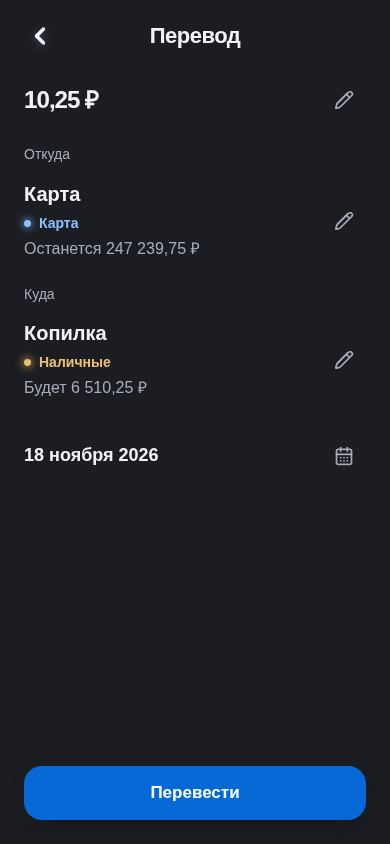 Перевод
10,25 ₽
Откуда
Карта
Карта
Останется 247 239,75 ₽
Куда
Копилка
Наличные
Будет 6 510,25 ₽
18 ноября 2026
Перевести